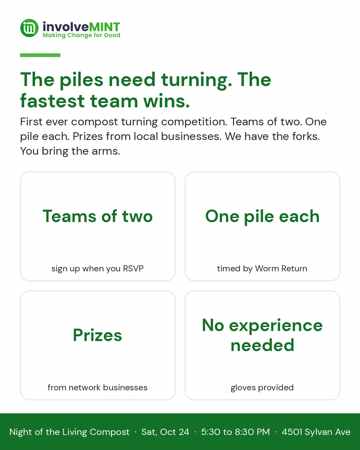 involveMINT
Making Change for Good
The piles need turning. The
fastest team wins.
First ever compost turning competition. Teams of two. One
pile each. Prizes from local businesses. We have the forks.
You bring the arms.
Teams of two
sign up when you RSVP
One pile each
timed by Worm Return
Prizes
from network businesses
No experience
needed
gloves provided
Night of the Living Compost · Sat, Oct 24 · 5:30 to 8:30 PM · 4501 Sylvan Ave